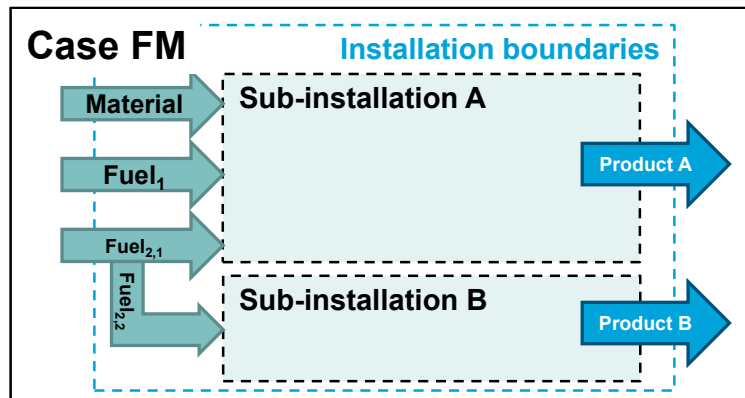 Case FM
Installation boundaries
Material
Sub-installation A
Fuel₁
Product A
Fuel₂,₁
Fuel₂,₂
Sub-installation B
Product B